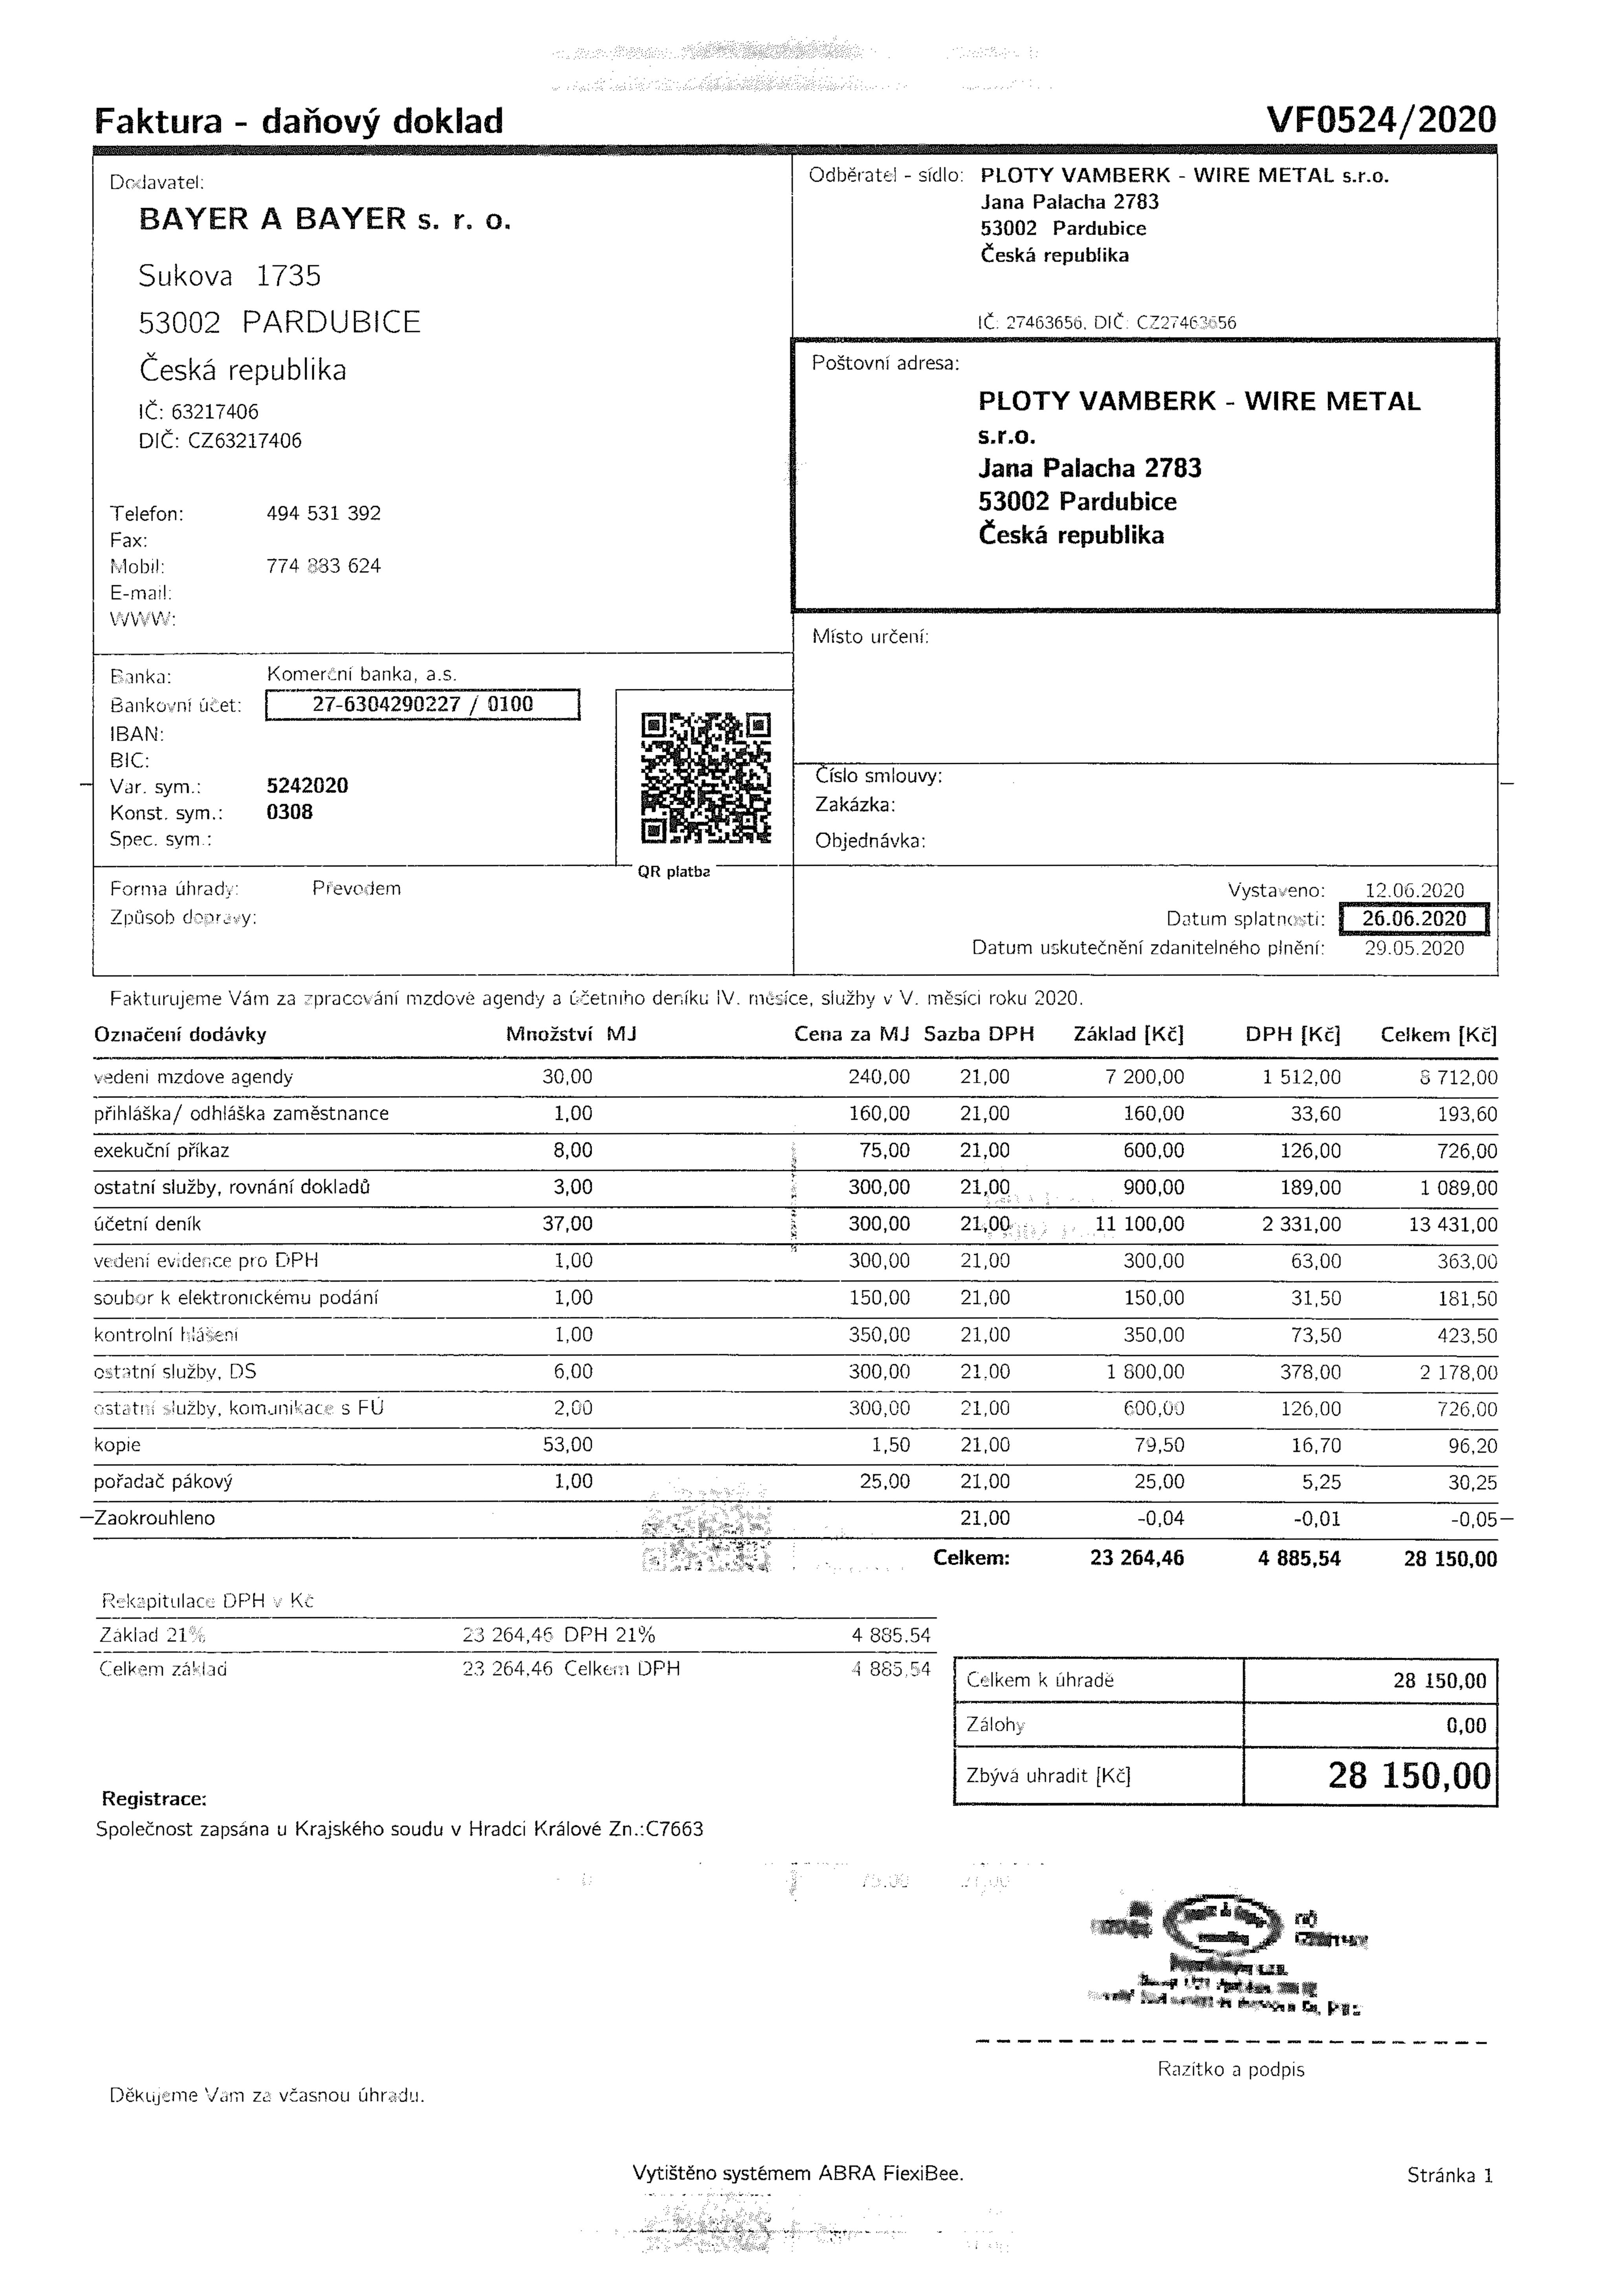 Faktura - daňový doklad VF0524/2020
Dodavatel:
BAYER A BAYER s. r. o.
Sukova 1735
53002 PARDUBICE
Česká republika
IČ: 63217406
DIČ: CZ63217406
Telefon: 494 531 392
Fax:
Mobil: 774 883 624
E-mail:
WWW:
Odběratel - sídlo: PLOTY VAMBERK - WIRE METAL s.r.o.
Jana Palacha 2783
53002 Pardubice
Česká republika
IČ: 27463656, DIČ: CZ27463656
Poštovní adresa:
PLOTY VAMBERK - WIRE METAL
s.r.o.
Jana Palacha 2783
53002 Pardubice
Česká republika
Místo určení:
Banka: Komerční banka, a.s.
Bankovní účet: 27-6304290227 / 0100
IBAN:
BIC:
Var. sym.: 5242020
Konst. sym.: 0308
Spec. sym.:
QR platba
Číslo smlouvy:
Zakázka:
Objednávka:
Forma úhrady: Převodem
Způsob dopravy:
Vystaveno: 12.06.2020
Datum splatnosti: 26.06.2020
Datum uskutečnění zdanitelného plnění: 29.05.2020
Fakturujeme Vám za zpracování mzdové agendy a účetního deníku IV. měsíce, služby v V. měsíci roku 2020.
Označení dodávky Množství MJ Cena za MJ Sazba DPH Základ [Kč] DPH [Kč] Celkem [Kč]
vedení mzdove agendy 30,00 240,00 21,00 7 200,00 1 512,00 8 712,00
přihláška/ odhláška zaměstnance 1,00 160,00 21,00 160,00 33,60 193,60
exekuční příkaz 8,00 75,00 21,00 600,00 126,00 726,00
ostatní služby, rovnání dokladů 3,00 300,00 21,00 900,00 189,00 1 089,00
účetní deník 37,00 300,00 21,00 11 100,00 2 331,00 13 431,00
vedení evidence pro DPH 1,00 300,00 21,00 300,00 63,00 363,00
soubor k elektronickému podání 1,00 150,00 21,00 150,00 31,50 181,50
kontrolní hlášení 1,00 350,00 21,00 350,00 73,50 423,50
ostatní služby, DS 6,00 300,00 21,00 1 800,00 378,00 2 178,00
ostatní služby, komunikace s FÚ 2,00 300,00 21,00 600,00 126,00 726,00
kopie 53,00 1,50 21,00 79,50 16,70 96,20
pořadač pákový 1,00 25,00 21,00 25,00 5,25 30,25
Zaokrouhleno 21,00 -0,04 -0,01 -0,05
Celkem: 23 264,46 4 885,54 28 150,00
Rekapitulace DPH v Kč
Základ 21% 23 264,46 DPH 21% 4 885.54
Celkem základ 23 264,46 Celkem DPH 4 885,54
Celkem k úhradě 28 150,00
Zálohy 0,00
Zbývá uhradit [Kč] 28 150,00
Registrace:
Společnost zapsána u Krajského soudu v Hradci Králové Zn.:C7663
Razítko a podpis
Děkujeme Vám za včasnou úhradu.
Vytištěno systémem ABRA FlexiBee.
Stránka 1